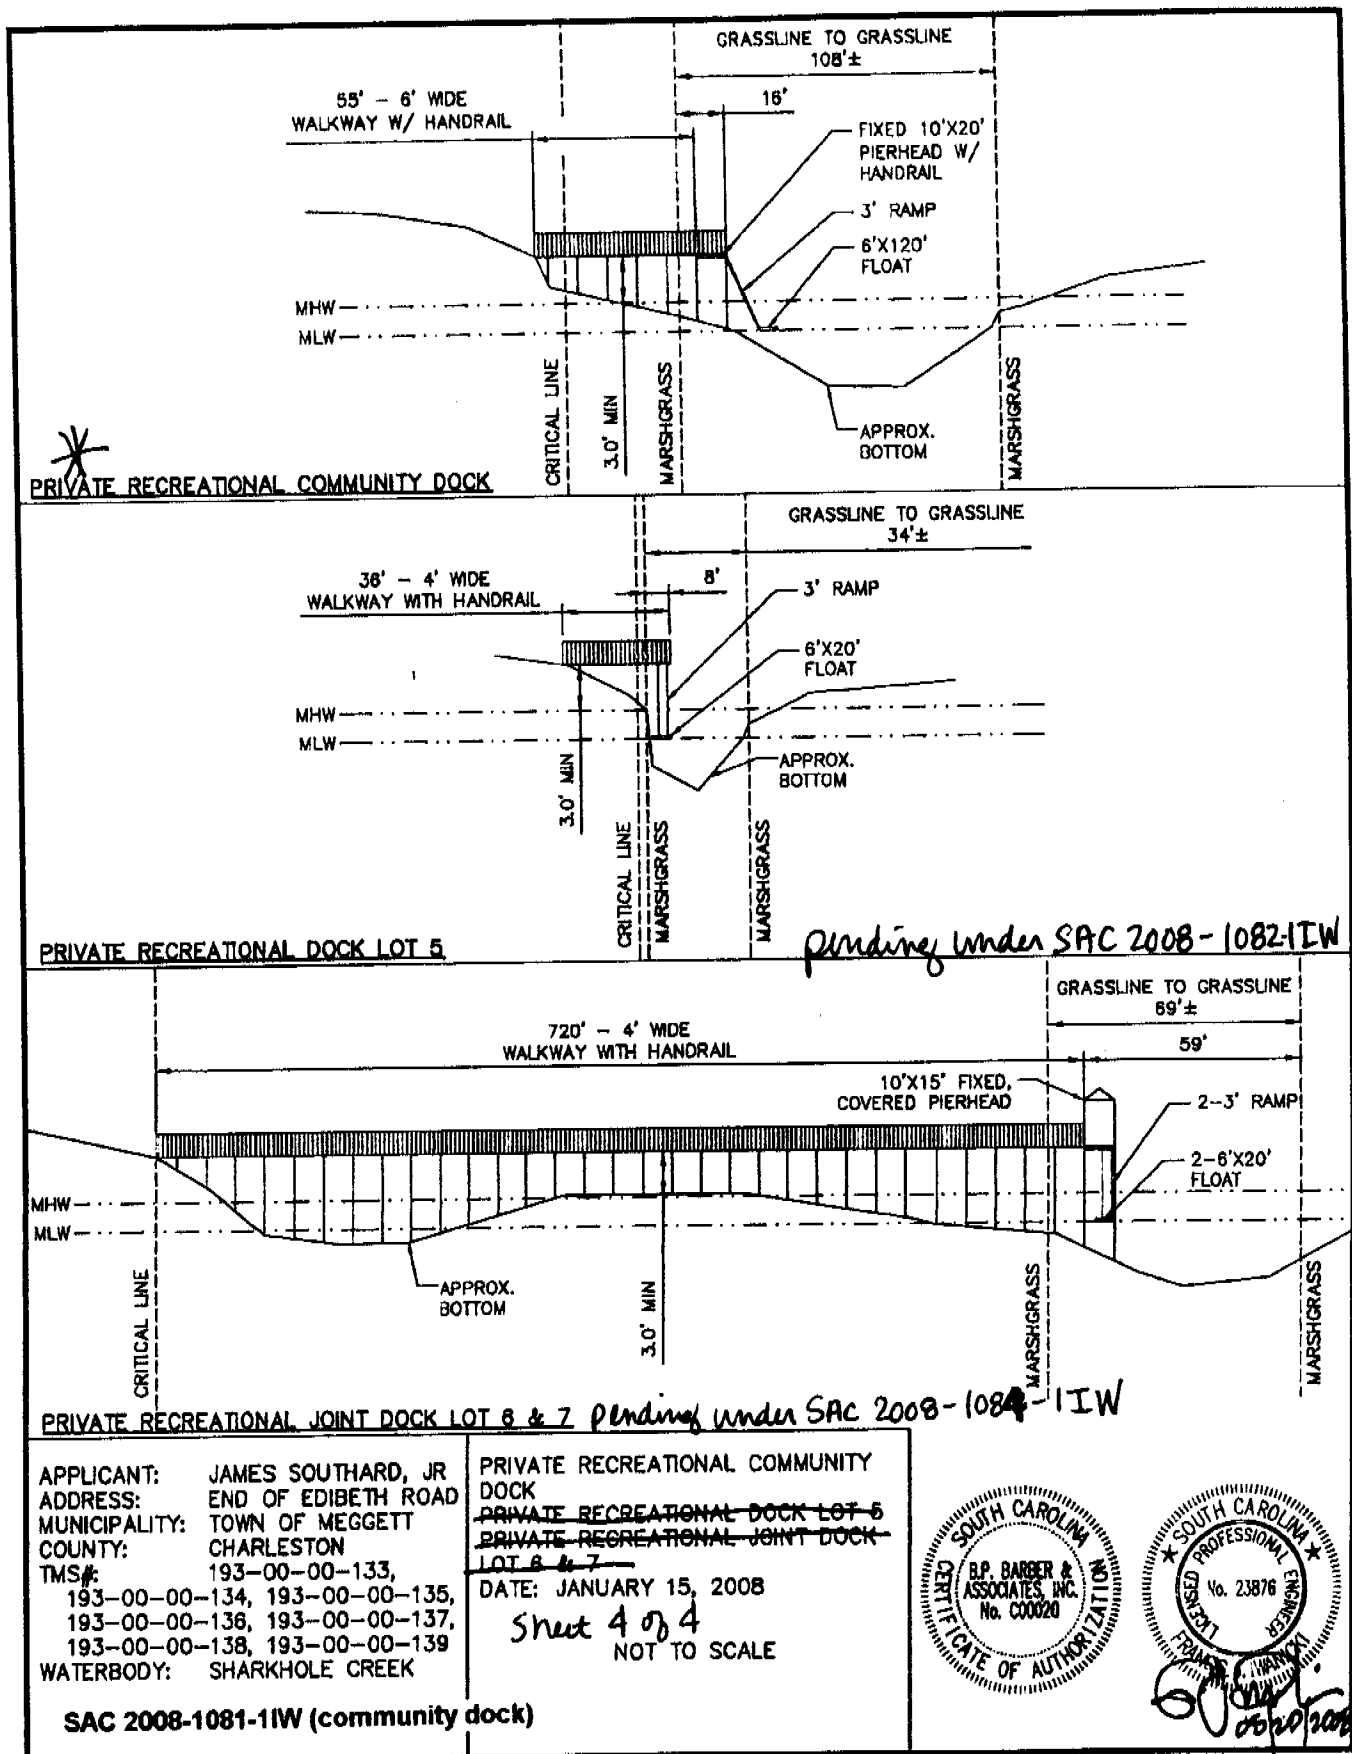 GRASSLINE TO GRASSLINE
108'±
55' - 6' WIDE
WALKWAY W/ HANDRAIL
16'
FIXED 10'X20'
PIERHEAD W/
HANDRAIL
3' RAMP
6'X120'
FLOAT
MHW
MLW
CRITICAL LINE
3.0' MIN
MARSHGRASS
APPROX.
BOTTOM
MARSHGRASS
PRIVATE RECREATIONAL COMMUNITY DOCK
GRASSLINE TO GRASSLINE
34'±
36' - 4' WIDE
WALKWAY WITH HANDRAIL
8'
3' RAMP
6'X20'
FLOAT
MHW
MLW
3.0' MIN
APPROX.
BOTTOM
CRITICAL LINE
MARSHGRASS
MARSHGRASS
PRIVATE RECREATIONAL DOCK LOT 5
pending under SAC 2008-1082-1IW
GRASSLINE TO GRASSLINE
69'±
720' - 4' WIDE
WALKWAY WITH HANDRAIL
59'
10'X15' FIXED,
COVERED PIERHEAD
2-3' RAMP
2-6'X20'
FLOAT
MHW
MLW
CRITICAL LINE
APPROX.
BOTTOM
3.0' MIN
MARSHGRASS
MARSHGRASS
PRIVATE RECREATIONAL JOINT DOCK LOT 6 & 7 pending under SAC 2008-1084-1IW
APPLICANT: JAMES SOUTHARD, JR
ADDRESS: END OF EDIBETH ROAD
MUNICIPALITY: TOWN OF MEGGETT
COUNTY: CHARLESTON
TMS#: 193-00-00-133,
193-00-00-134, 193-00-00-135,
193-00-00-136, 193-00-00-137,
193-00-00-138, 193-00-00-139
WATERBODY: SHARKHOLE CREEK
SAC 2008-1081-1IW (community dock)
PRIVATE RECREATIONAL COMMUNITY
DOCK
PRIVATE RECREATIONAL DOCK LOT 5
PRIVATE RECREATIONAL JOINT DOCK
LOT 6 & 7
DATE: JANUARY 15, 2008
Sheet 4 of 4
NOT TO SCALE
SOUTH CAROLINA
CERTIFICATE OF AUTHORIZATION
B.P. BARBER &
ASSOCIATES, INC.
No. C00020
SOUTH CAROLINA
LICENSED PROFESSIONAL ENGINEER
No. 23876
05/20/2008